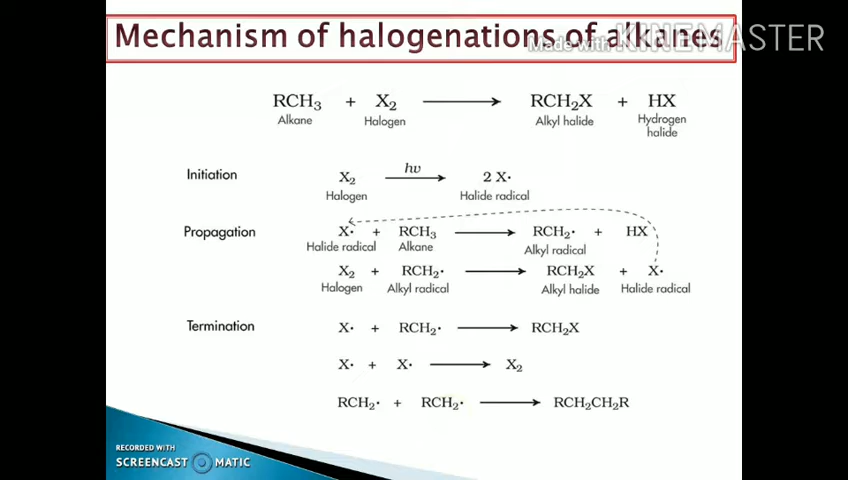 Mechanism of halogenations of alkanes
Made with KINEMASTER
RCH₃ + X₂ ⟶ RCH₂X + HX
Alkane Halogen Alkyl halide Hydrogen halide
Initiation X₂ hν ⟶ 2 X·
Halogen Halide radical
Propagation X· + RCH₃ ⟶ RCH₂· + HX
Halide radical Alkane Alkyl radical
X₂ + RCH₂· ⟶ RCH₂X + X·
Halogen Alkyl radical Alkyl halide Halide radical
Termination X· + RCH₂· ⟶ RCH₂X
X· + X· ⟶ X₂
RCH₂· + RCH₂· ⟶ RCH₂CH₂R
RECORDED WITH
SCREENCAST MATIC